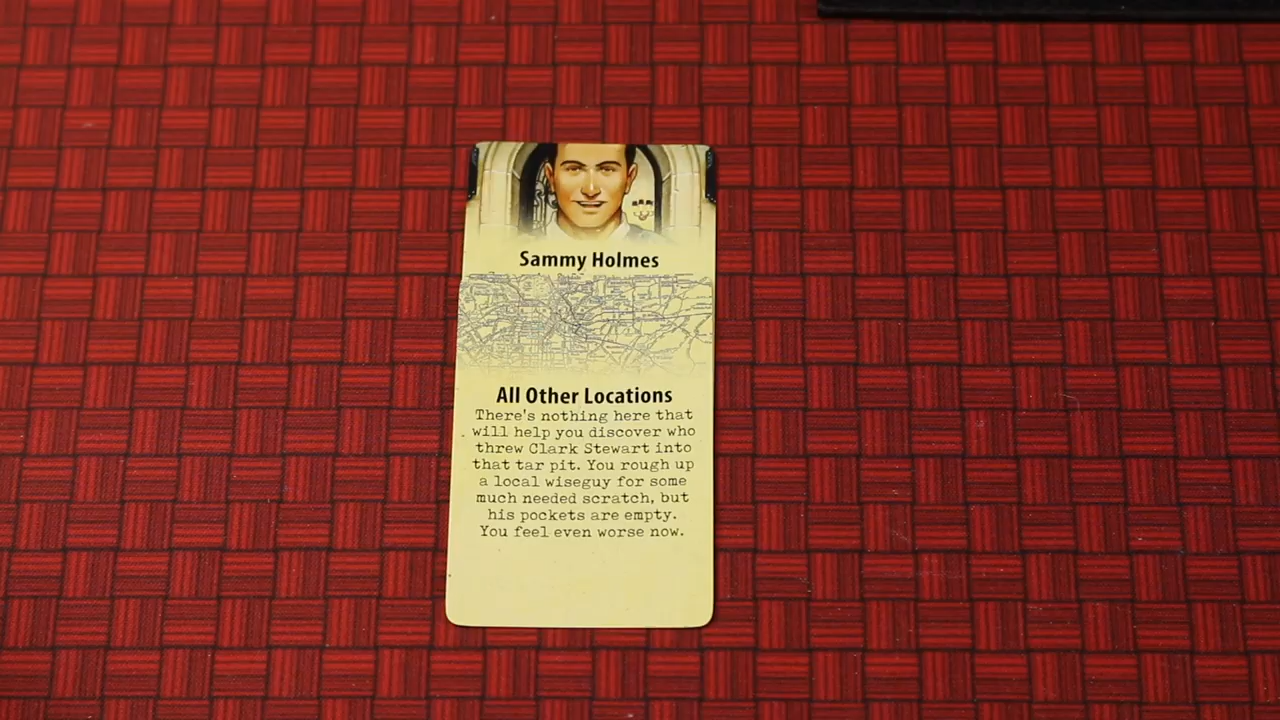 Sammy Holmes
All Other Locations
There's nothing here that
will help you discover who
threw Clark Stewart into
that tar pit. You rough up
a local wiseguy for some
much needed scratch, but
his pockets are empty.
You feel even worse now.